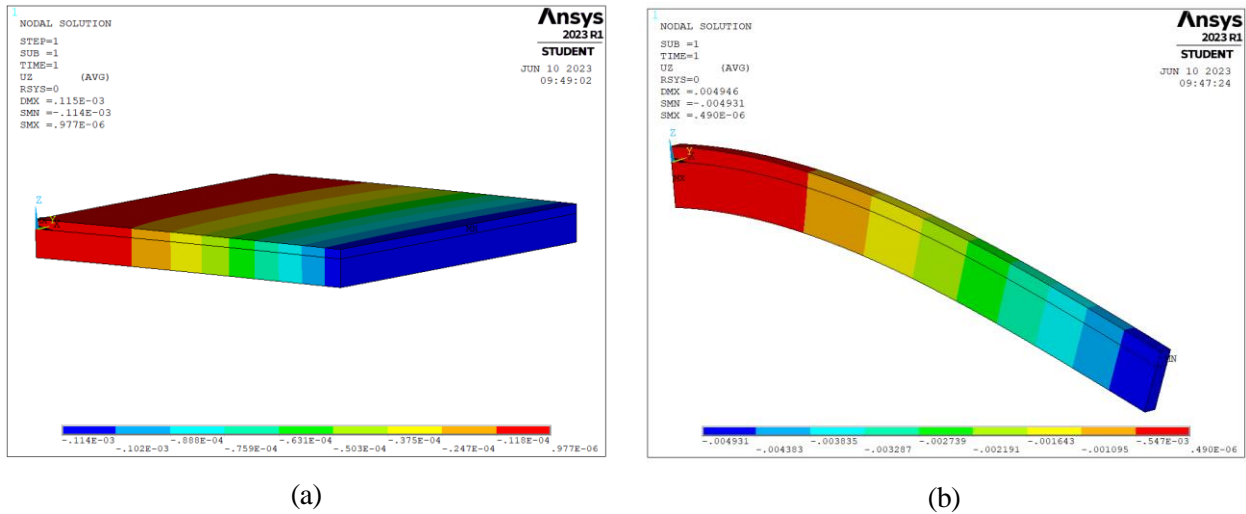 1
NODAL SOLUTION
STEP=1
SUB =1
TIME=1
UZ (AVG)
RSYS=0
DMX =.115E-03
SMN =-.114E-03
SMX =.977E-06
Ansys
2023 R1
STUDENT
JUN 10 2023
09:49:02
Z
Y
X
-.114E-03 -.888E-04 -.631E-04 -.375E-04 -.118E-04
-.102E-03 -.759E-04 -.503E-04 -.247E-04 .977E-06
(a)
1
NODAL SOLUTION
SUB =1
TIME=1
UZ (AVG)
RSYS=0
DMX =.004946
SMN =-.004931
SMX =.490E-06
Ansys
2023 R1
STUDENT
JUN 10 2023
09:47:24
Z
Y
X
MX
MN
-.004931 -.003835 -.002739 -.001643 -.547E-03
-.004383 -.003287 -.002191 -.001095 .490E-06
(b)